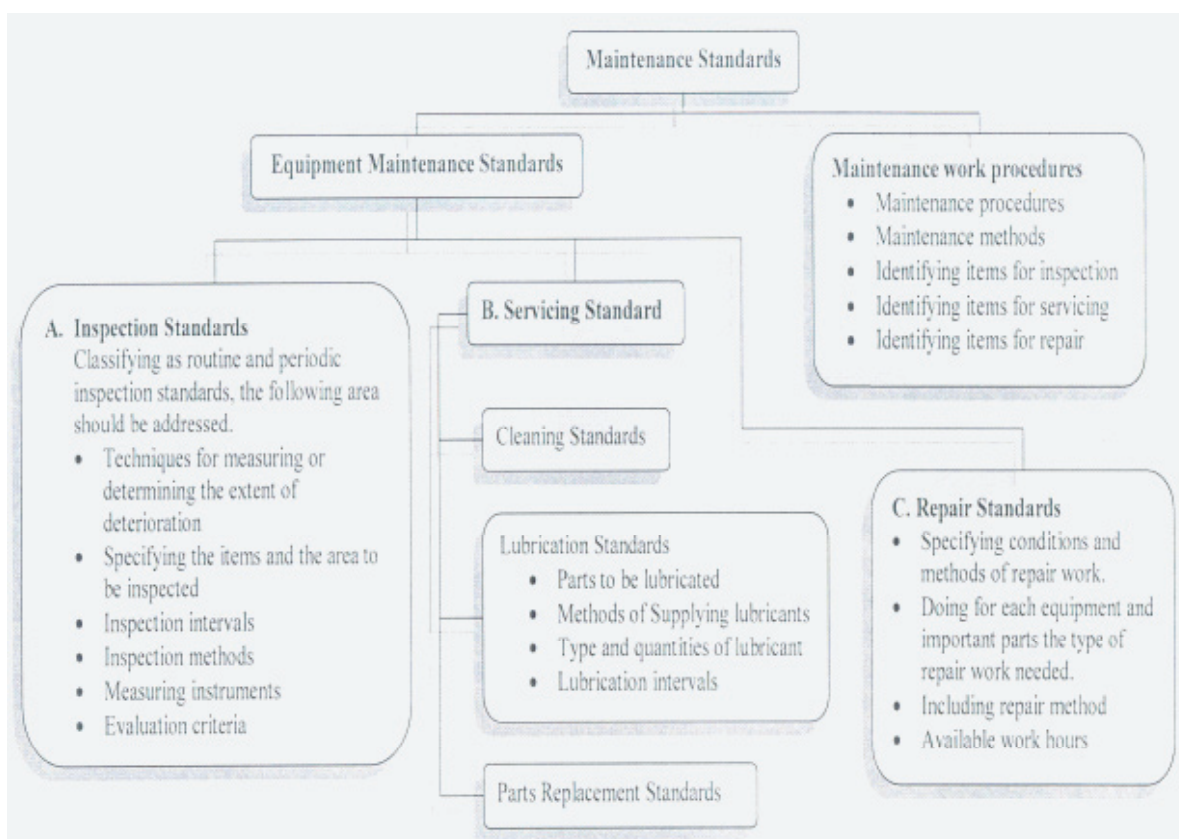 Maintenance Standards
Equipment Maintenance Standards
Maintenance work procedures
• Maintenance procedures
• Maintenance methods
• Identifying items for inspection
• Identifying items for servicing
• Identifying items for repair
A. Inspection Standards
Classifying as routine and periodic
inspection standards, the following area
should be addressed.
• Techniques for measuring or
determining the extent of
deterioration
• Specifying the items and the area to
be inspected
• Inspection intervals
• Inspection methods
• Measuring instruments
• Evaluation criteria
B. Servicing Standard
Cleaning Standards
Lubrication Standards
• Parts to be lubricated
• Methods of Supplying lubricants
• Type and quantities of lubricant
• Lubrication intervals
Parts Replacement Standards
C. Repair Standards
• Specifying conditions and
methods of repair work.
• Doing for each equipment and
important parts the type of
repair work needed.
• Including repair method
• Available work hours